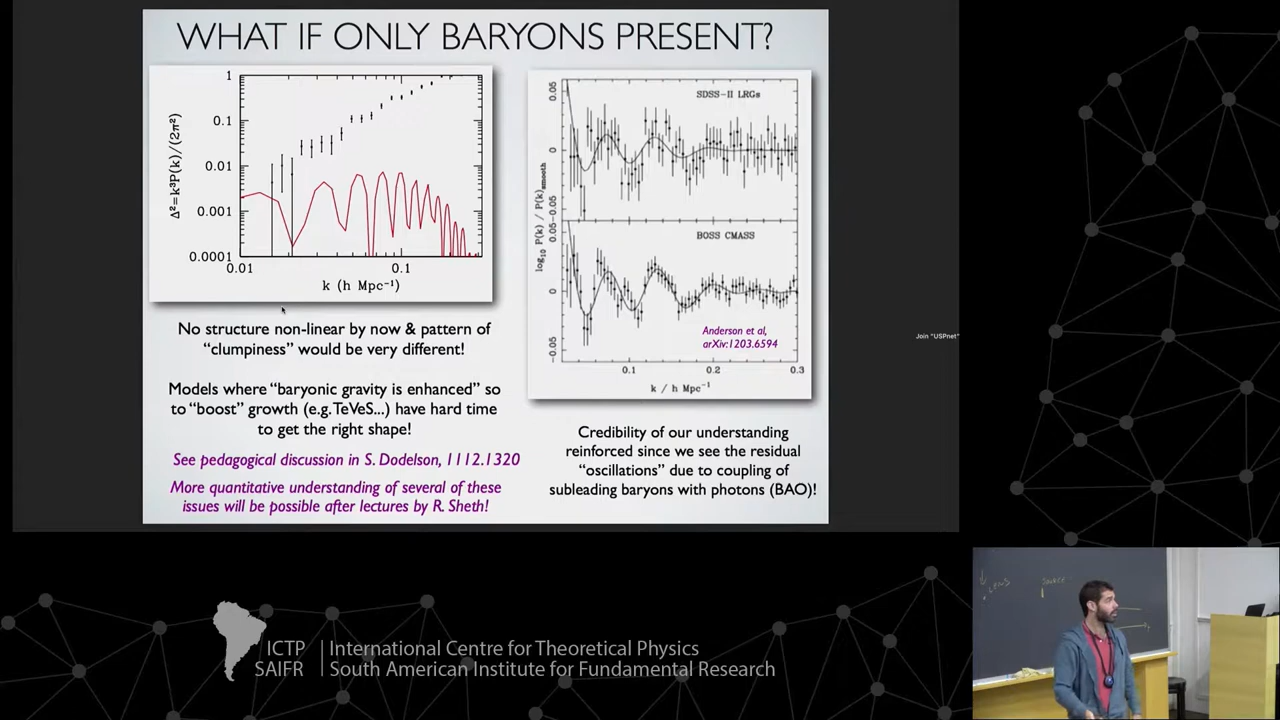 WHAT IF ONLY BARYONS PRESENT?
Δ²=k³P(k)/(2π²)
1
0.1
0.01
0.001
0.0001
0.01
0.1
k (h Mpc⁻¹)
No structure non-linear by now & pattern of
“clumpiness” would be very different!
Models where “baryonic gravity is enhanced” so
to “boost” growth (e.g. TeVeS...) have hard time
to get the right shape!
See pedagogical discussion in S. Dodelson, 1112.1320
More quantitative understanding of several of these
issues will be possible after lectures by R. Sheth!
log₁₀ P(k) / P(k)smooth
0.05
0
−0.05
SDSS-II LRGs
0.05
0
−0.05
BOSS CMASS
Anderson et al,
arXiv:1203.6594
0.1
0.2
0.3
k / h Mpc⁻¹
Credibility of our understanding
reinforced since we see the residual
“oscillations” due to coupling of
subleading baryons with photons (BAO)!
Join "USPnet"
source
ICTP
SAIFR
International Centre for Theoretical Physics
South American Institute for Fundamental Research